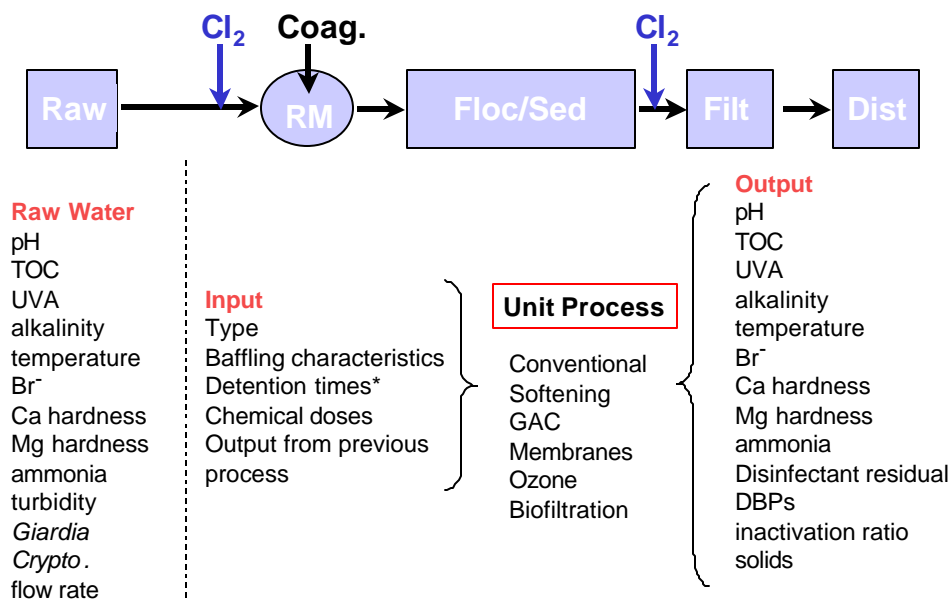 Cl₂
Coag.
Cl₂
Raw
RM
Floc/Sed
Filt
Dist
Raw Water
pH
TOC
UVA
alkalinity
temperature
Br⁻
Ca hardness
Mg hardness
ammonia
turbidity
Giardia
Crypto.
flow rate
Input
Type
Baffling characteristics
Detention times*
Chemical doses
Output from previous
process
Unit Process
Conventional
Softening
GAC
Membranes
Ozone
Biofiltration
Output
pH
TOC
UVA
alkalinity
temperature
Br⁻
Ca hardness
Mg hardness
ammonia
Disinfectant residual
DBPs
inactivation ratio
solids